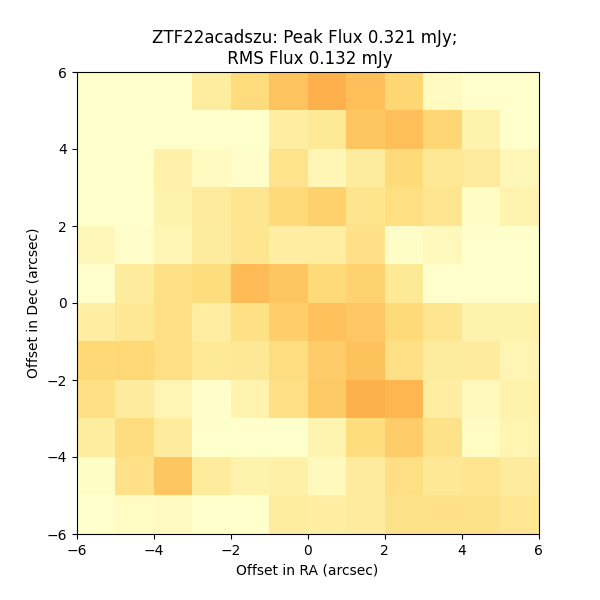 ZTF22acadszu: Peak Flux 0.321 mJy;
RMS Flux 0.132 mJy
6
4
2
0
−2
−4
−6
Offset in Dec (arcsec)
−6 −4 −2 0 2 4 6
Offset in RA (arcsec)